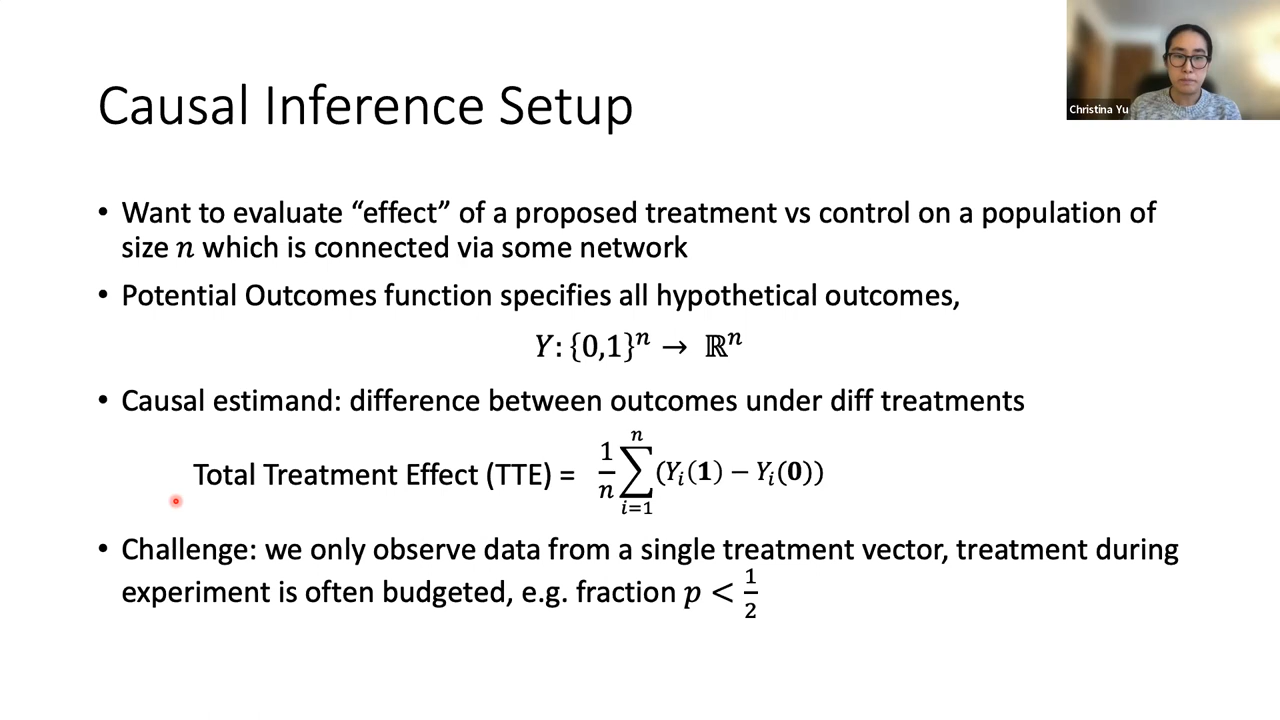 Causal Inference Setup
Christina Yu
• Want to evaluate “effect” of a proposed treatment vs control on a population of
size n which is connected via some network
• Potential Outcomes function specifies all hypothetical outcomes,
Y: {0,1}ⁿ → ℝⁿ
• Causal estimand: difference between outcomes under diff treatments
Total Treatment Effect (TTE) = 1/n ∑ᵢ₌₁ⁿ (Yᵢ(𝟏) − Yᵢ(𝟎))
• Challenge: we only observe data from a single treatment vector, treatment during
experiment is often budgeted, e.g. fraction p < 1/2